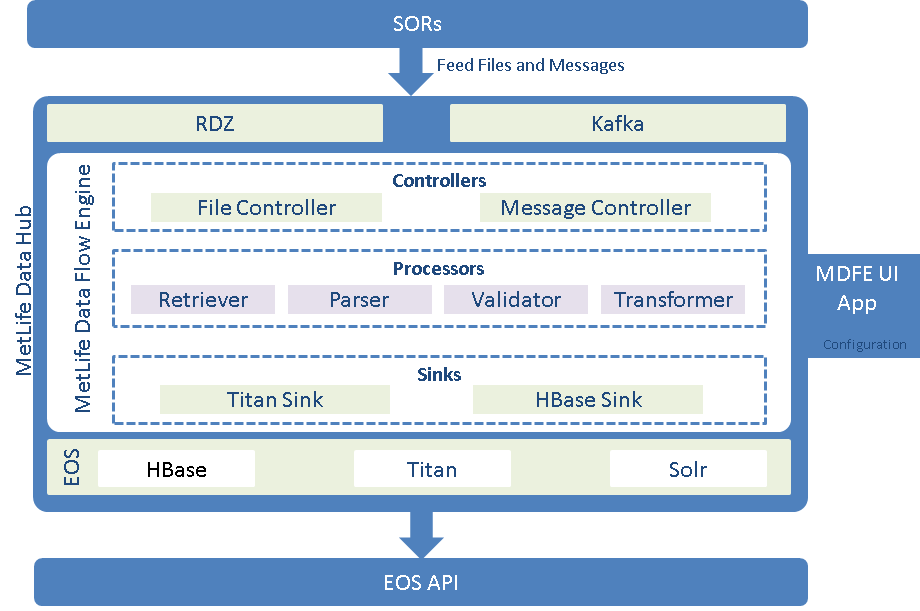 SORs
Feed Files and Messages
RDZ
Kafka
MetLife Data Hub
MetLife Data Flow Engine
Controllers
File Controller
Message Controller
Processors
Retriever
Parser
Validator
Transformer
Sinks
Titan Sink
HBase Sink
MDFE UI
App
Configuration
EOS
HBase
Titan
Solr
EOS API